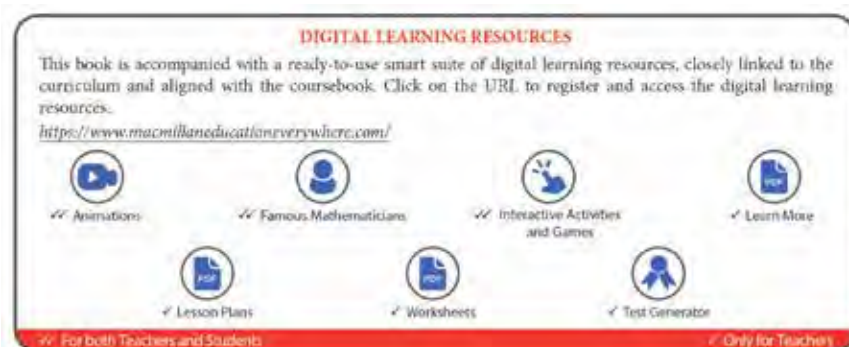 DIGITAL LEARNING RESOURCES
This book is accompanied with a ready-to-use smart suite of digital learning resources, closely linked to the
curriculum and aligned with the coursebook. Click on the URL to register and access the digital learning
resources.
https://www.macmillaneducationeverywhere.com/
✓✓ Animations ✓✓ Famous Mathematicians ✓✓ Interactive Activities and Games ✓ Learn More
PDF
PDF PDF
✓ Lesson Plans ✓ Worksheets ✓ Test Generator
✓✓ For both Teachers and Students ✓ Only for Teachers